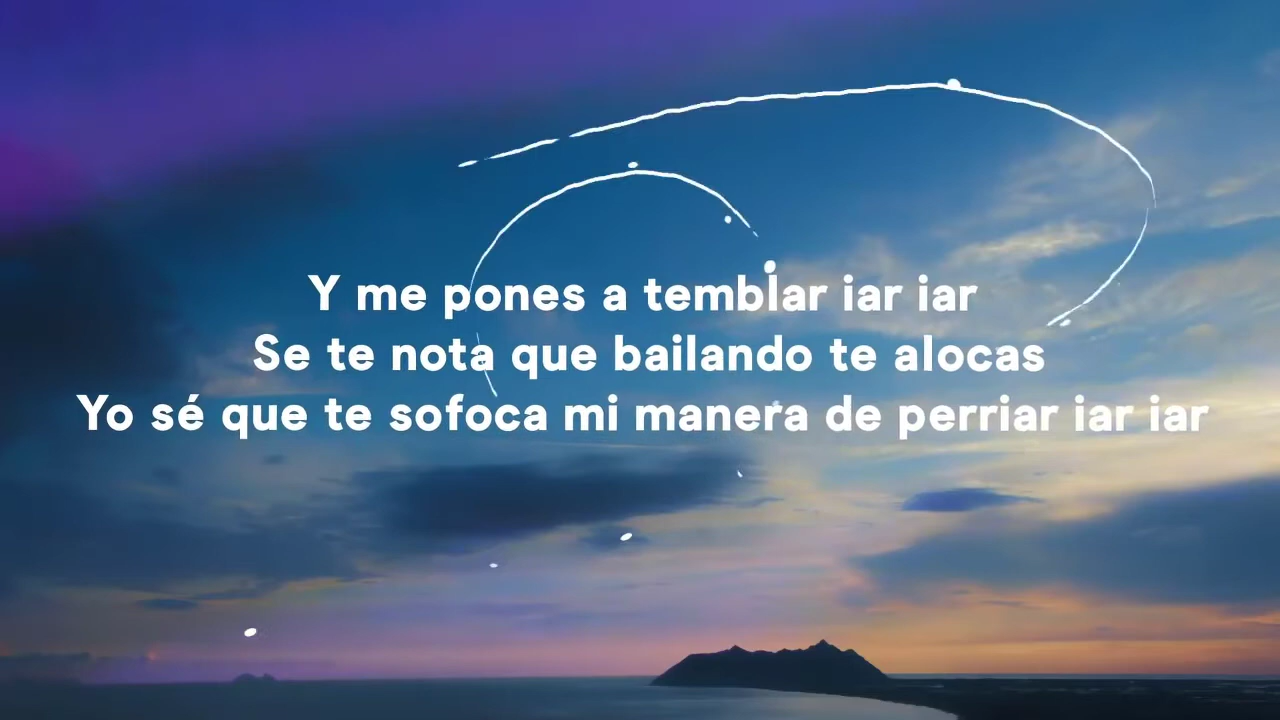 Y me pones a temblar iar iar
Se te nota que bailando te alocas
Yo sé que te sofoca mi manera de perriar iar iar